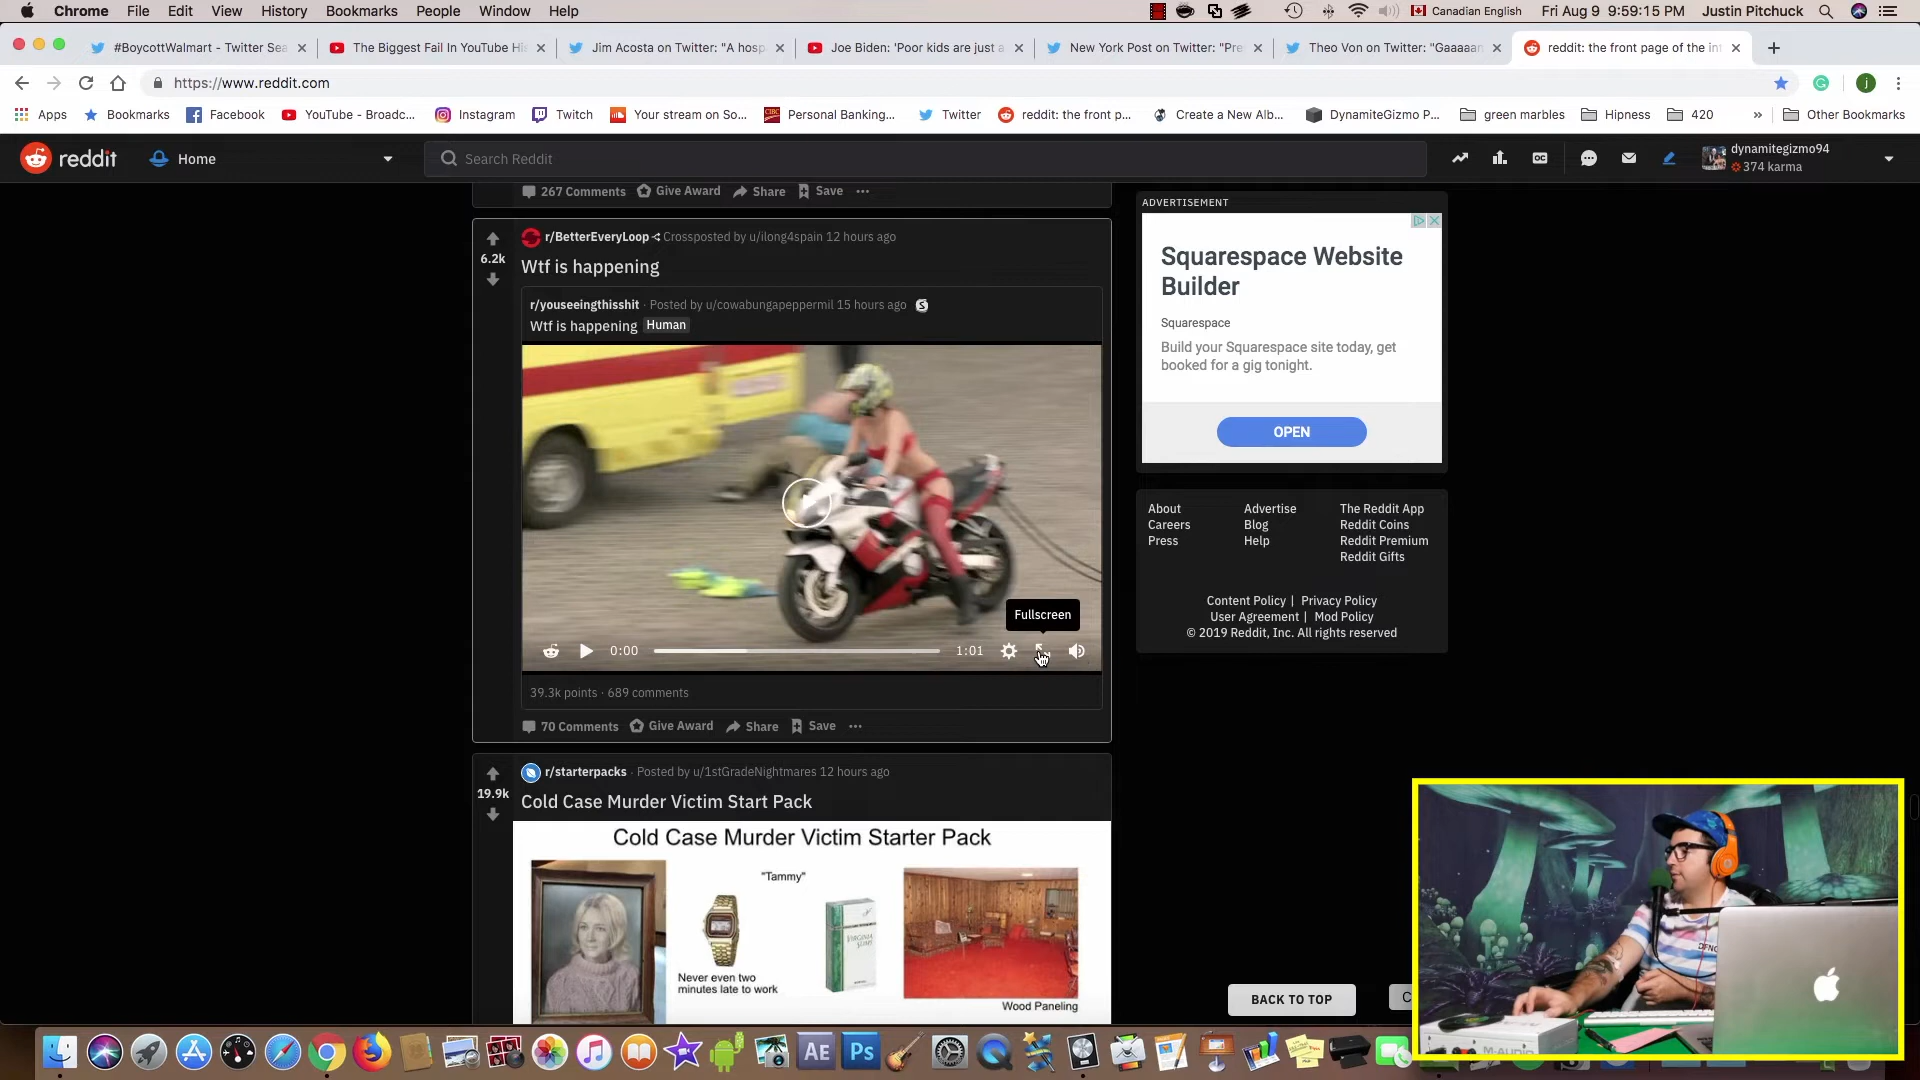 Chrome File Edit View History Bookmarks People Window Help Canadian English Fri Aug 9 9:59:15 PM Justin Pitchuck
#BoycottWalmart - Twitter Sea The Biggest Fail In YouTube His Jim Acosta on Twitter: "A hosp Joe Biden: 'Poor kids are just a New York Post on Twitter: "Pre Theo Von on Twitter: "Gaaaaan reddit: the front page of the in
https://www.reddit.com
Apps Bookmarks Facebook YouTube - Broadc... Instagram Twitch Your stream on So... Personal Banking... Twitter reddit: the front p... Create a New Alb... DynamiteGizmo P... green marbles Hipness 420 » Other Bookmarks
reddit Home Search Reddit dynamitegizmo94
374 karma
267 Comments Give Award Share Save
r/BetterEveryLoop Crossposted by u/ilong4spain 12 hours ago
6.2k
Wtf is happening
r/youseeingthisshit · Posted by u/cowabungapeppermil 15 hours ago
Wtf is happening Human
Fullscreen
0:00 1:01
39.3k points · 689 comments
70 Comments Give Award Share Save
r/starterpacks · Posted by u/1stGradeNightmares 12 hours ago
19.9k
Cold Case Murder Victim Start Pack
Cold Case Murder Victim Starter Pack
"Tammy"
VIRGINIA SLIMS
Never even two
minutes late to work
Wood Paneling
ADVERTISEMENT
Squarespace Website
Builder
Squarespace
Build your Squarespace site today, get
booked for a gig tonight.
OPEN
About Advertise The Reddit App
Careers Blog Reddit Coins
Press Help Reddit Premium
Reddit Gifts
Content Policy | Privacy Policy
User Agreement | Mod Policy
© 2019 Reddit, Inc. All rights reserved
BACK TO TOP
M-AUDIO
AE Ps